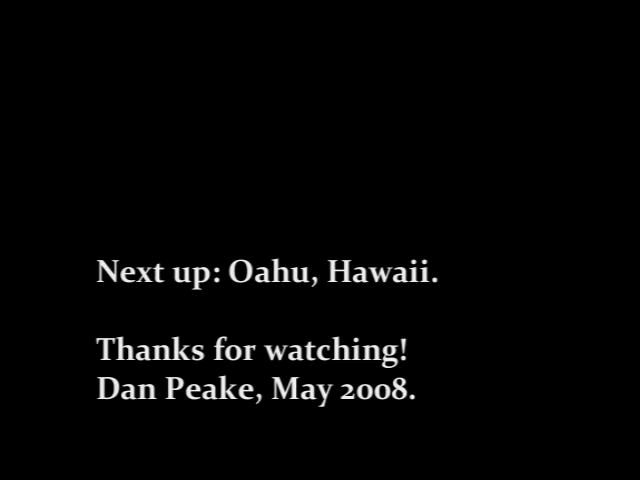 Next up: Oahu, Hawaii.
Thanks for watching!
Dan Peake, May 2008.